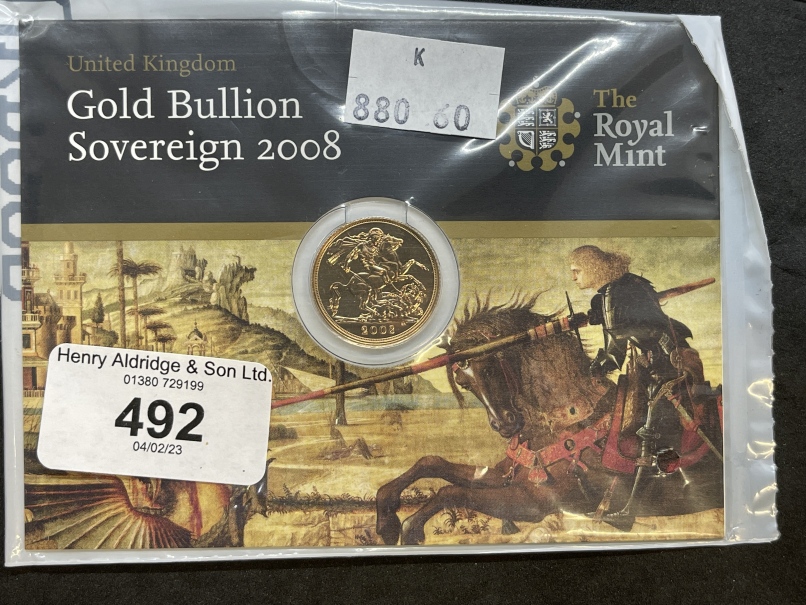 United Kingdom
Gold Bullion
Sovereign 2008
K
880 60
The
Royal
Mint
2008
Henry Aldridge & Son Ltd.
01380 729199
492
04/02/23